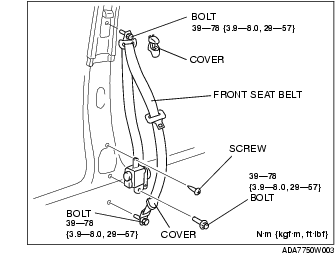 BOLT
39—78 {3.9—8.0, 29—57}
COVER
FRONT SEAT BELT
SCREW
39—78
{3.9—8.0, 29—57}
BOLT
BOLT
39—78
{3.9—8.0, 29—57}
COVER
N·m {kgf·m, ft·lbf}
ADA7750W003